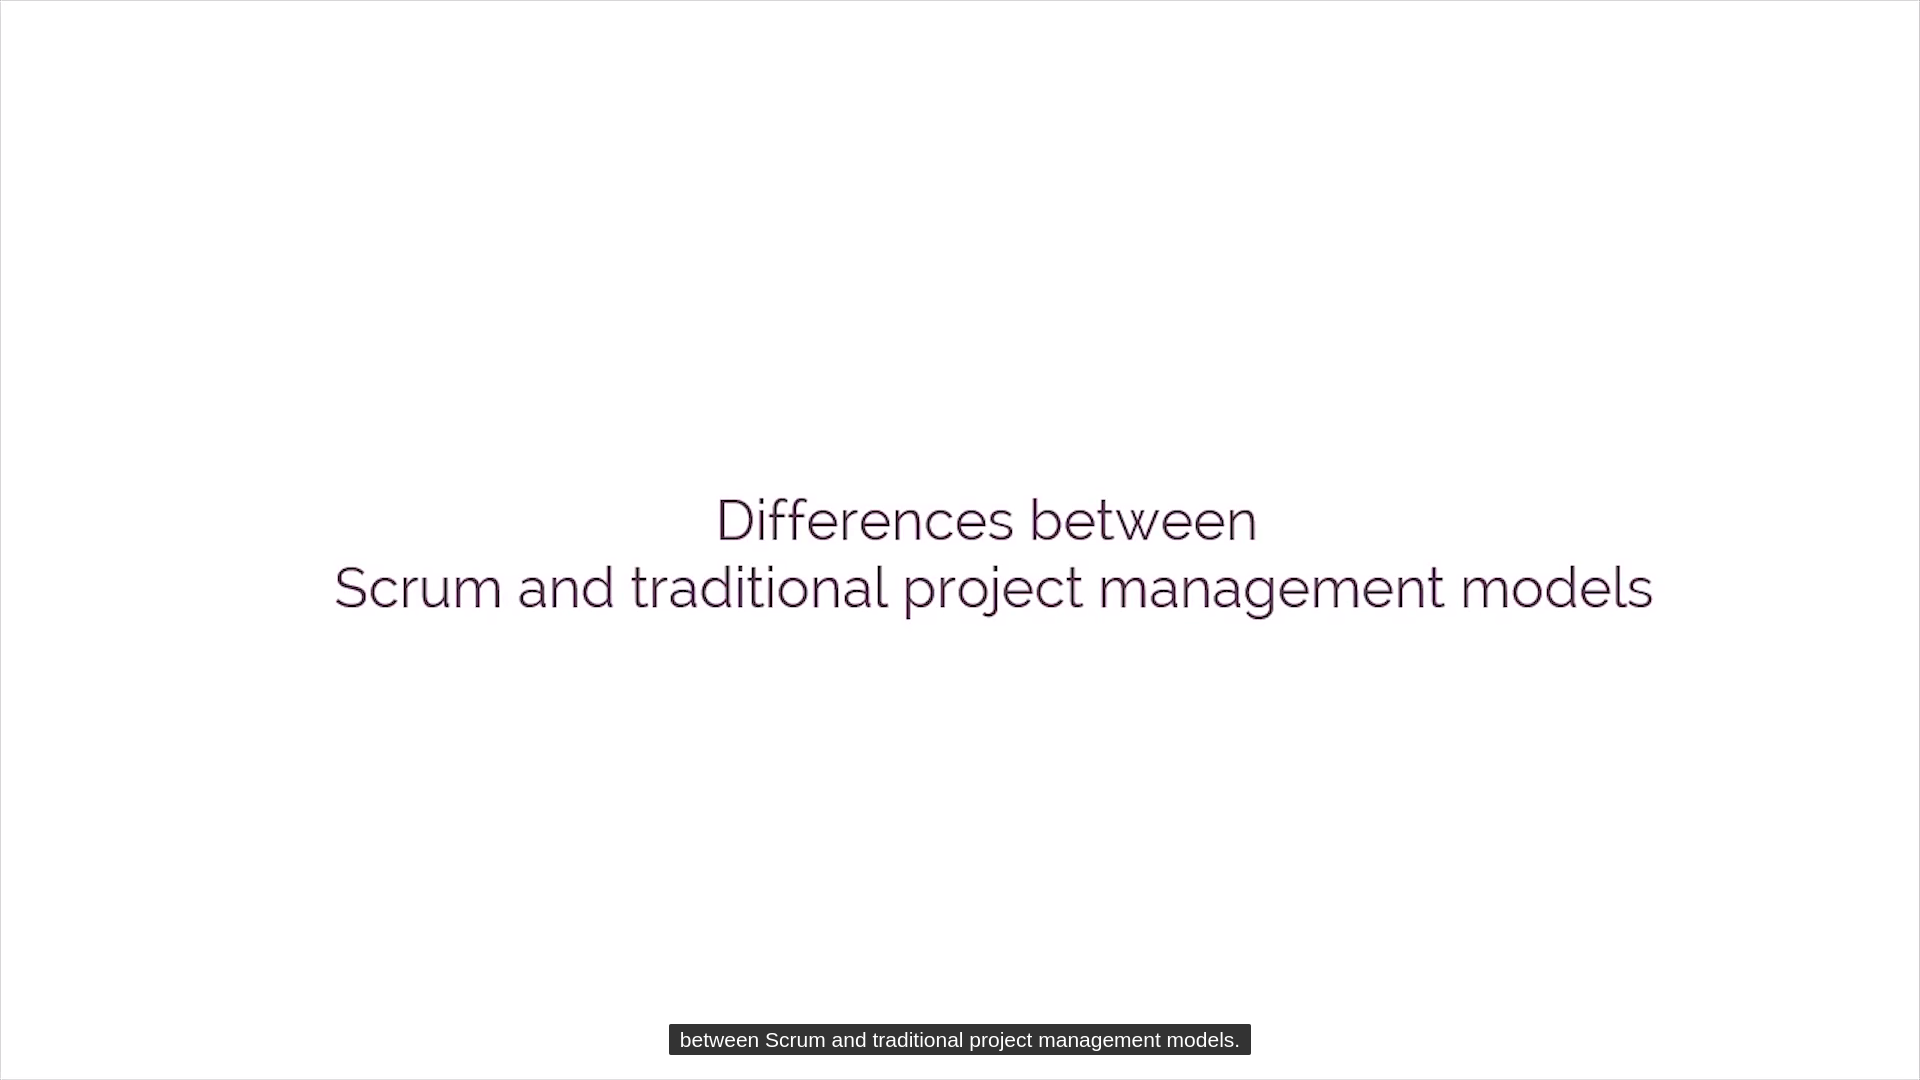 Differences between
Scrum and traditional project management models
between Scrum and traditional project management models.